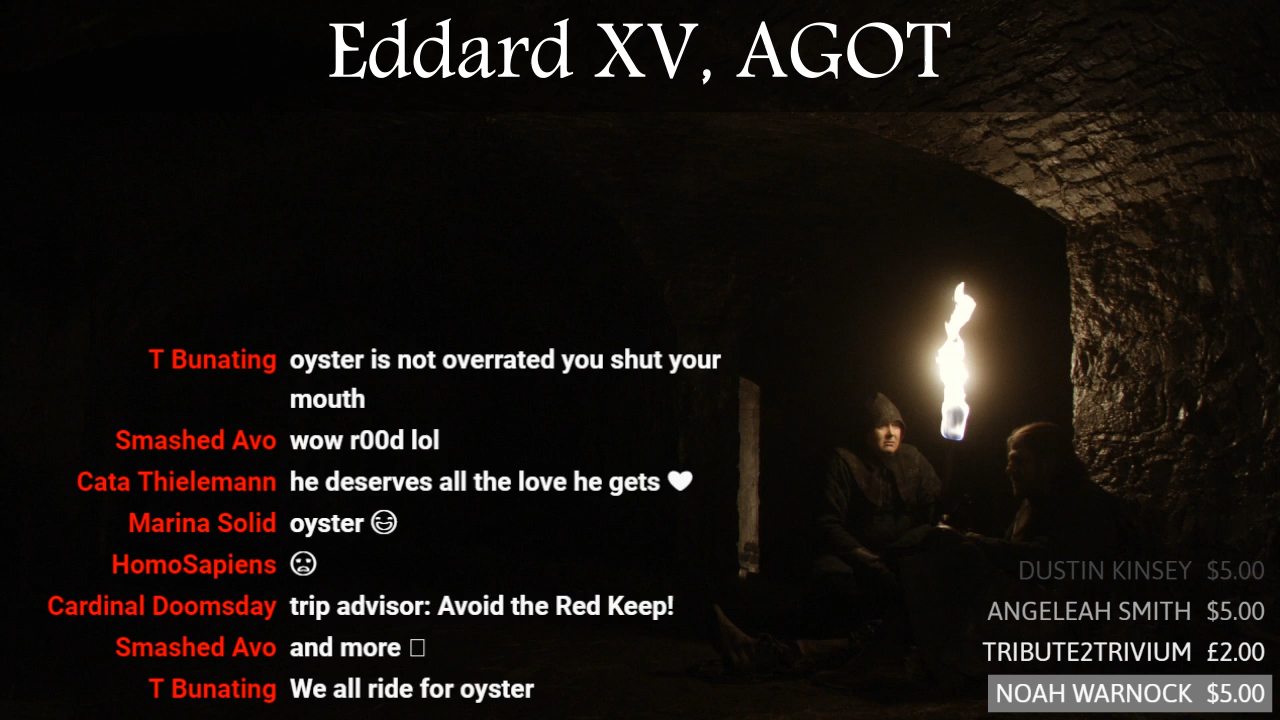 Eddard XV, AGOT
T Bunating oyster is not overrated you shut your
mouth
Smashed Avo wow r00d lol
Cata Thielemann he deserves all the love he gets ♥
Marina Solid oyster 😂
HomoSapiens 😢
Cardinal Doomsday trip advisor: Avoid the Red Keep!
Smashed Avo and more
T Bunating We all ride for oyster
DUSTIN KINSEY $5.00
ANGELEAH SMITH $5.00
TRIBUTE2TRIVIUM £2.00
NOAH WARNOCK $5.00